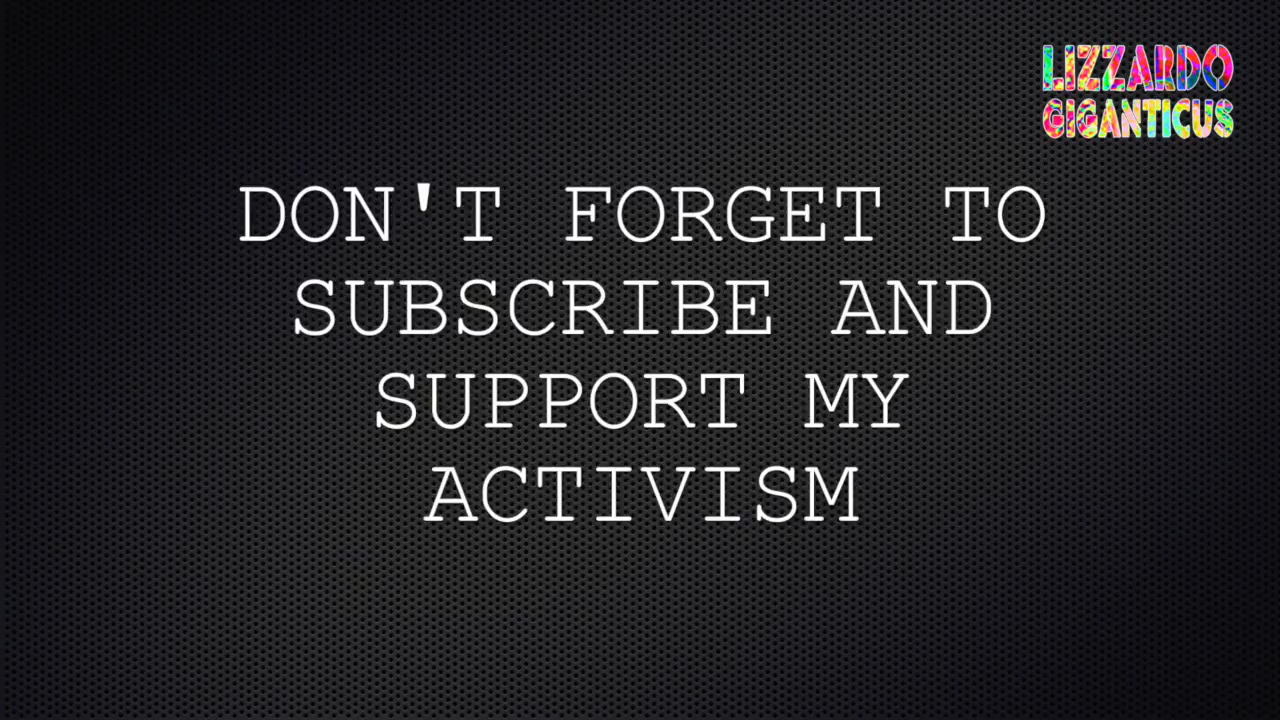 LIZZARDO
GIGANTICUS
DON'T FORGET TO
SUBSCRIBE AND
SUPPORT MY
ACTIVISM